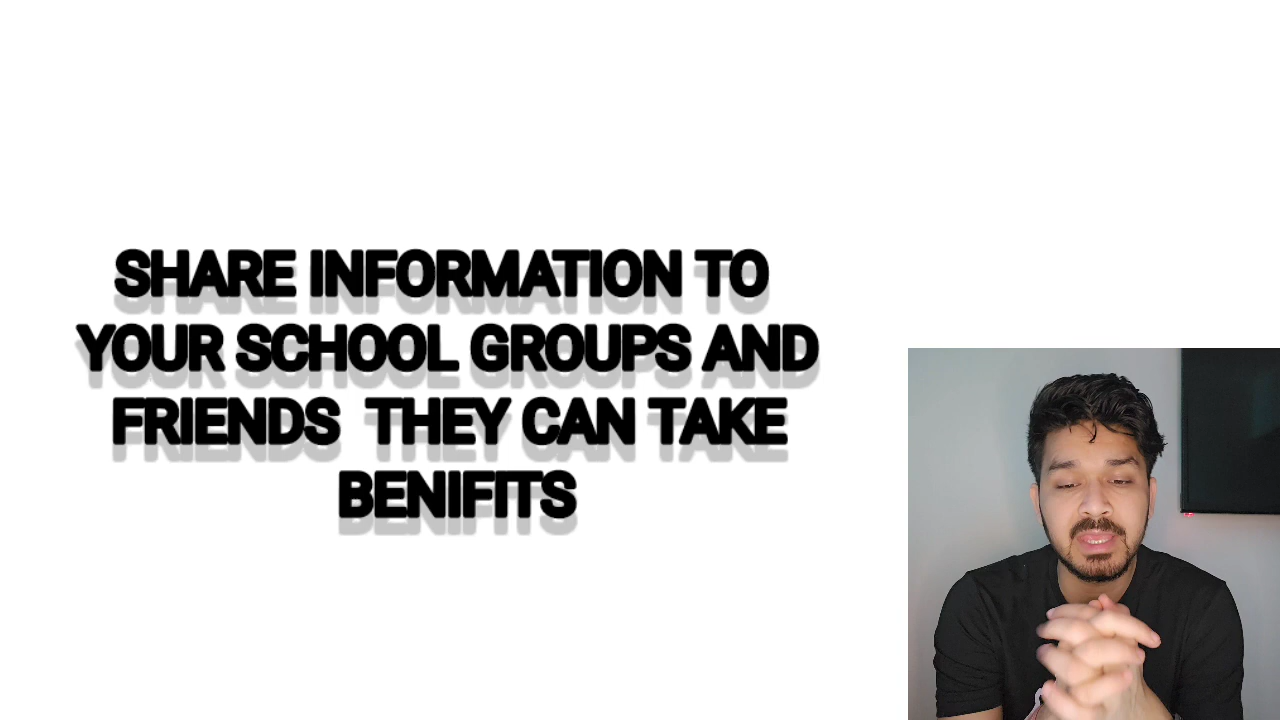 SHARE INFORMATION TO
YOUR SCHOOL GROUPS AND
FRIENDS THEY CAN TAKE
BENIFITS